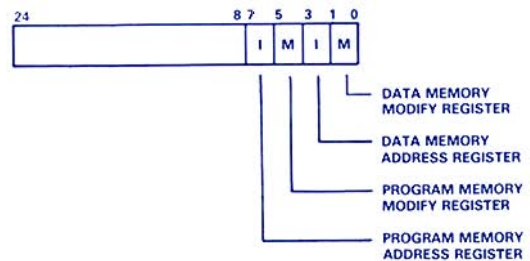 24 8 7 5 3 1 0
I M I M
DATA MEMORY
MODIFY REGISTER
DATA MEMORY
ADDRESS REGISTER
PROGRAM MEMORY
MODIFY REGISTER
PROGRAM MEMORY
ADDRESS REGISTER